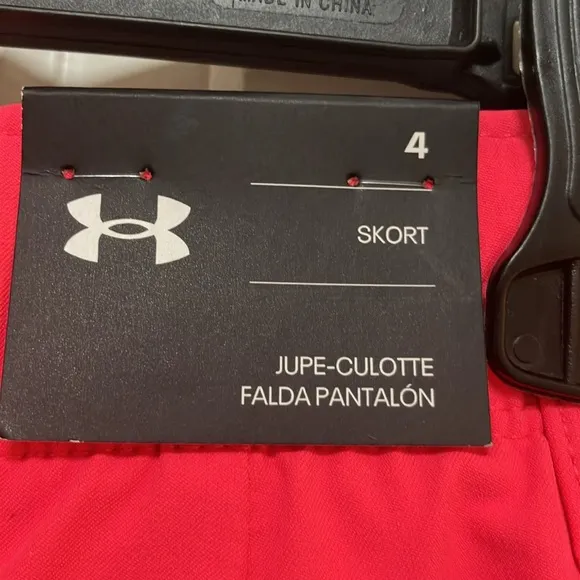 MADE IN CHINA
4
SKORT
JUPE-CULOTTE
FALDA PANTALÓN